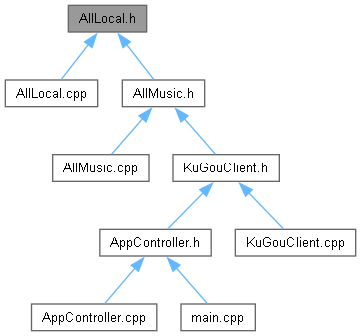 AllLocal.h
AllLocal.cpp
AllMusic.h
AllMusic.cpp
KuGouClient.h
AppController.h
KuGouClient.cpp
AppController.cpp
main.cpp